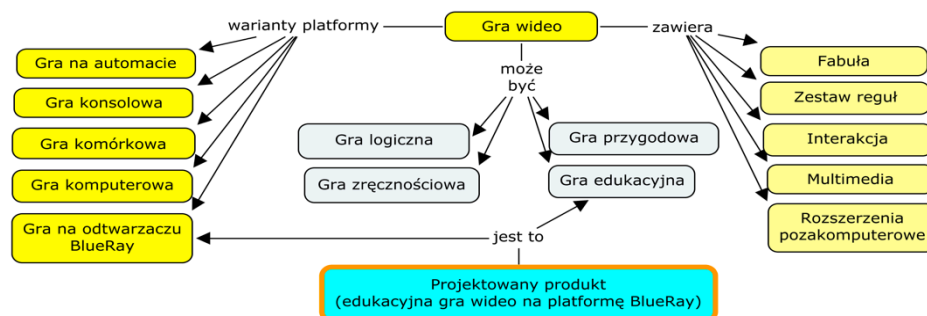 warianty platformy
Gra wideo
zawiera
Gra na automacie
Gra konsolowa
Gra komórkowa
Gra komputerowa
Gra na odtwarzaczu
BlueRay
może
być
Gra logiczna
Gra przygodowa
Gra zręcznościowa
Gra edukacyjna
Fabuła
Zestaw reguł
Interakcja
Multimedia
Rozszerzenia
pozakomputerowe
jest to
Projektowany produkt
(edukacyjna gra wideo na platformę BlueRay)